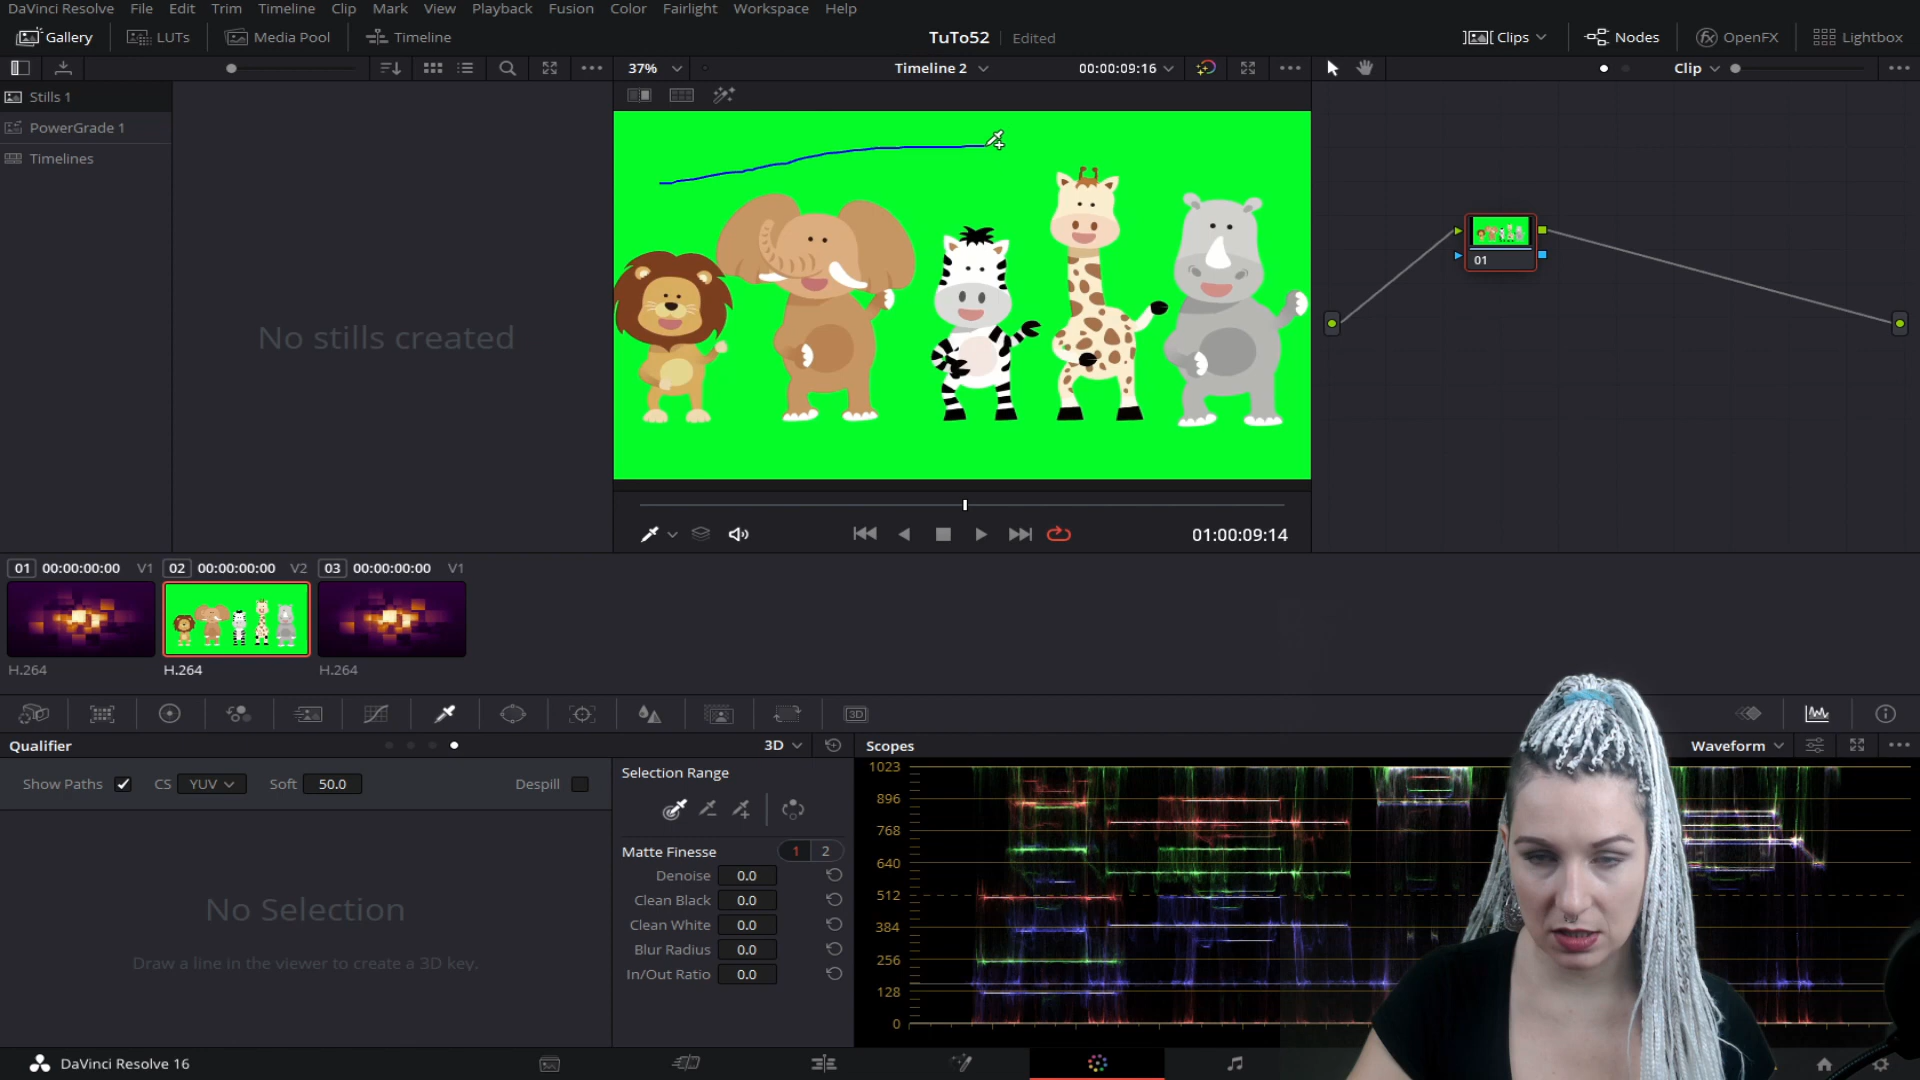 DaVinci Resolve File Edit Trim Timeline Clip Mark View Playback Fusion Color Fairlight Workspace Help
Gallery LUTs Media Pool Timeline TuTo52 Edited Clips Nodes OpenFX Lightbox
37% Timeline 2 00:00:09:16 Clip
Stills 1
PowerGrade 1
Timelines
No stills created
01
01:00:09:14
01 00:00:00:00 V1 02 00:00:00:00 V2 03 00:00:00:00 V1
H.264 H.264 H.264
3D
Qualifier 3D Scopes Waveform
Show Paths CS YUV Soft 50.0 Despill
Selection Range
Matte Finesse 1 2
Denoise 0.0
Clean Black 0.0
Clean White 0.0
Blur Radius 0.0
In/Out Ratio 0.0
No Selection
Draw a line in the viewer to create a 3D key.
1023
896
768
640
512
384
256
128
0
DaVinci Resolve 16